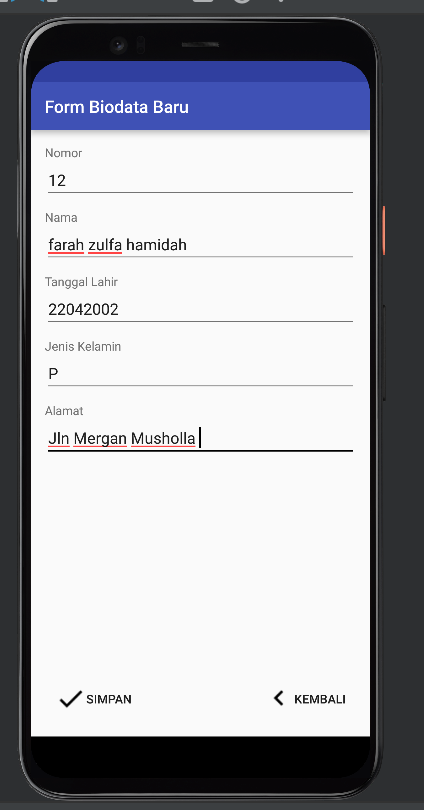 Form Biodata Baru
Nomor
12
Nama
farah zulfa hamidah
Tanggal Lahir
22042002
Jenis Kelamin
P
Alamat
Jln Mergan Musholla
SIMPAN KEMBALI